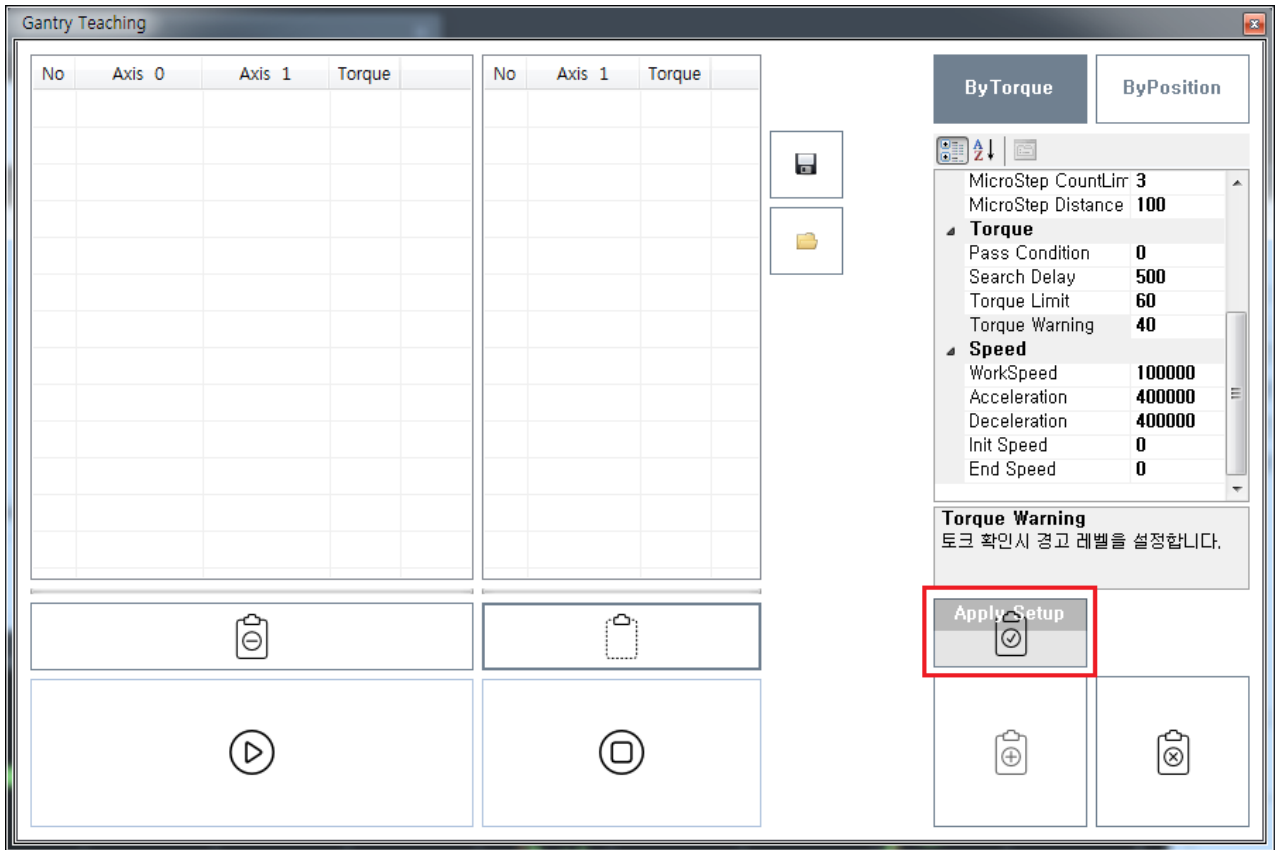 Gantry Teaching
No Axis 0 Axis 1 Torque
No Axis 1 Torque
ByTorque
ByPosition
MicroStep CountLim 3
MicroStep Distance 100
Torque
Pass Condition 0
Search Delay 500
Torque Limit 60
Torque Warning 40
Speed
WorkSpeed 100000
Acceleration 400000
Deceleration 400000
Init Speed 0
End Speed 0
Torque Warning
토크 확인시 경고 레벨을 설정합니다.
Apply Setup